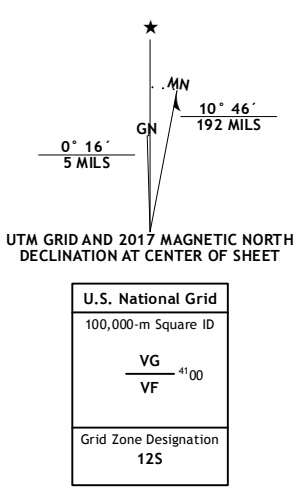 ★
MN
GN
10° 46´
192 MILS
0° 16´
5 MILS
UTM GRID AND 2017 MAGNETIC NORTH
DECLINATION AT CENTER OF SHEET
U.S. National Grid
100,000-m Square ID
VG
4100
VF
Grid Zone Designation
12S